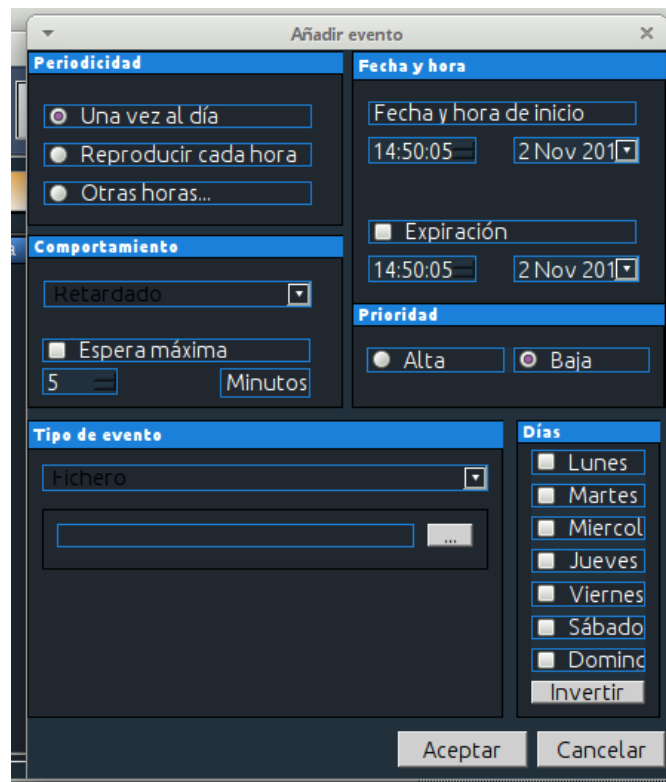 Añadir evento
Periodicidad
Una vez al día
Reproducir cada hora
Otras horas...
Fecha y hora
Fecha y hora de inicio
14:50:05
2 Nov 201
Expiración
14:50:05
2 Nov 201
Comportamiento
Retardado
Espera máxima
5
Minutos
Prioridad
Alta
Baja
Tipo de evento
Fichero
...
Días
Lunes
Martes
Miercol
Jueves
Viernes
Sábado
Doming
Invertir
Aceptar
Cancelar